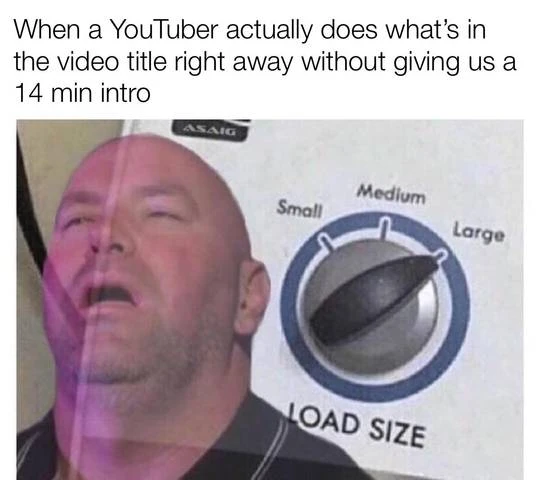 When a YouTuber actually does what's in
the video title right away without giving us a
14 min intro
ASAIG
Small
Medium
Large
LOAD SIZE